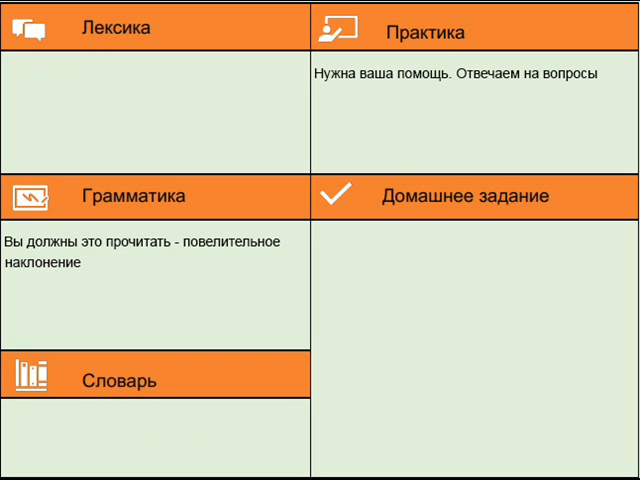 Лексика
Практика
Нужна ваша помощь. Отвечаем на вопросы
Грамматика
Домашнее задание
Вы должны это прочитать - повелительное
наклонение
Словарь